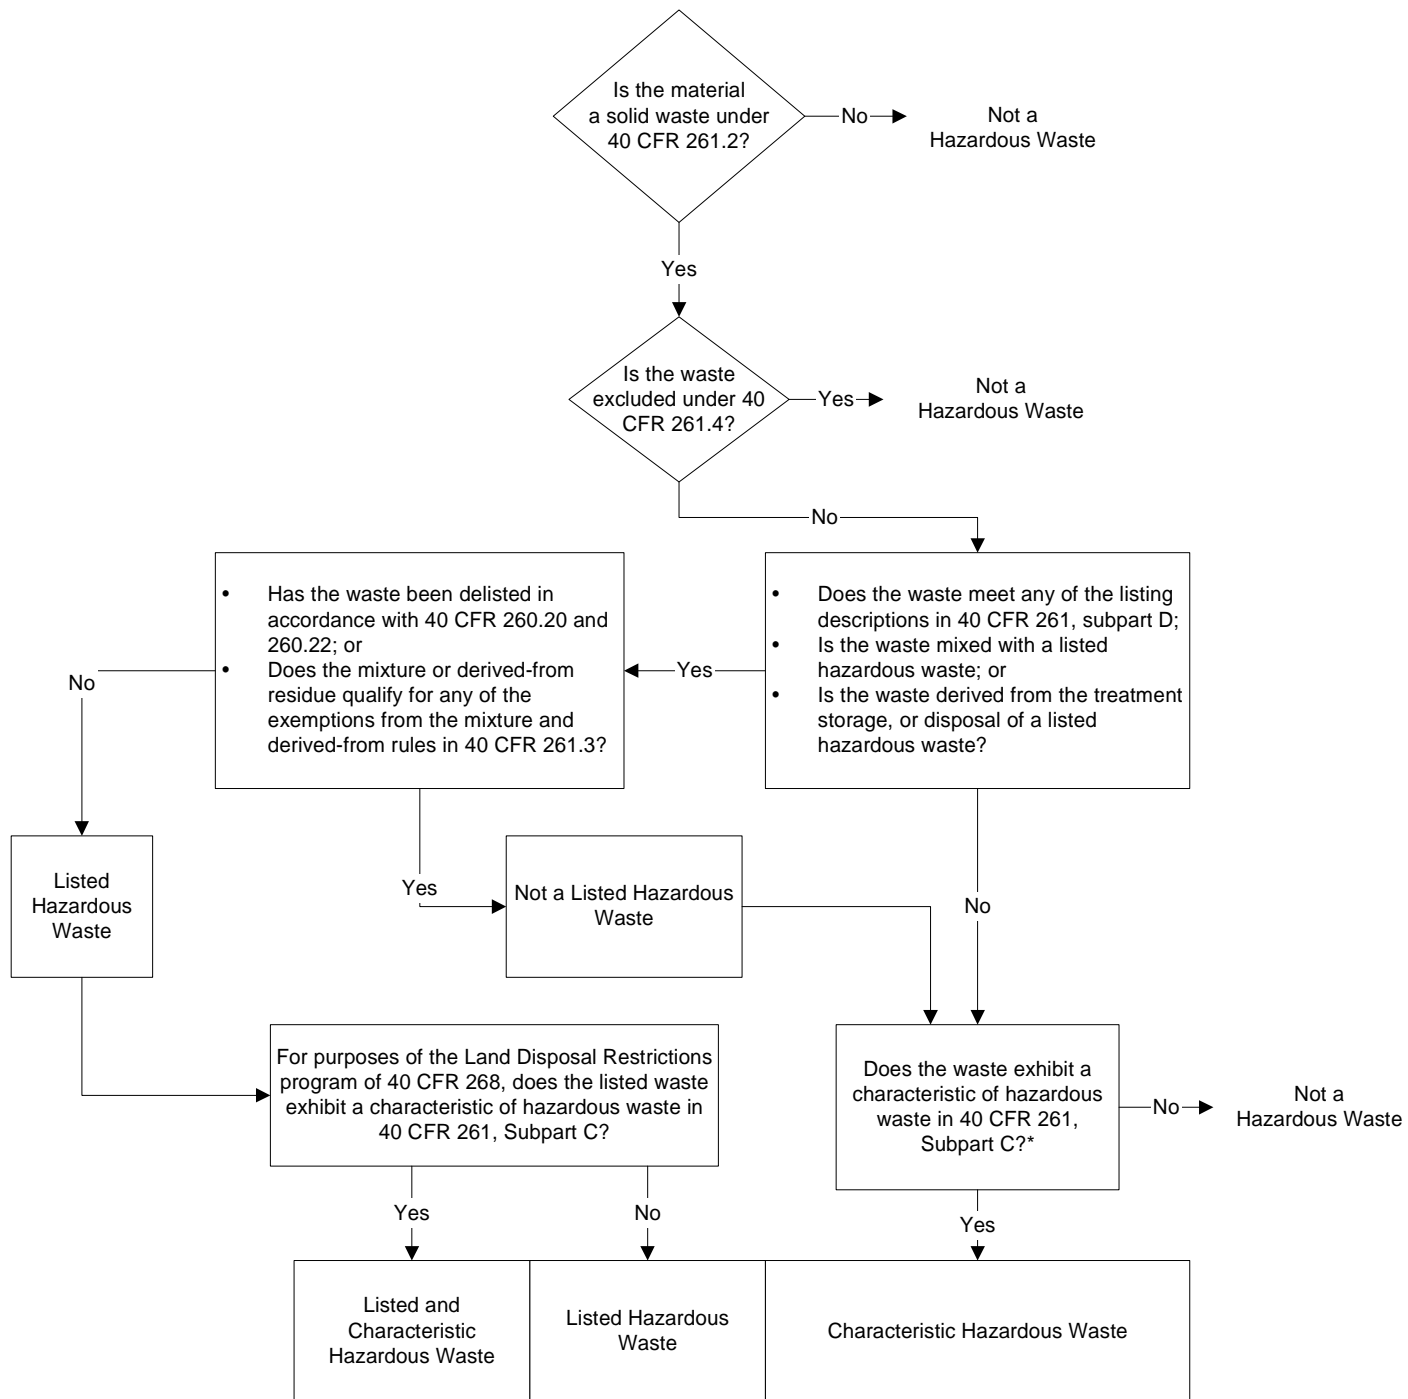 Is the material
a solid waste under
40 CFR 261.2?
No
Not a
Hazardous Waste
Yes
Is the waste
excluded under 40
CFR 261.4?
Yes
Not a
Hazardous Waste
No
• Has the waste been delisted in
accordance with 40 CFR 260.20 and
260.22; or
• Does the mixture or derived-from
residue qualify for any of the
exemptions from the mixture and
derived-from rules in 40 CFR 261.3?
Yes
• Does the waste meet any of the listing
descriptions in 40 CFR 261, subpart D;
• Is the waste mixed with a listed
hazardous waste; or
• Is the waste derived from the treatment
storage, or disposal of a listed
hazardous waste?
No
Listed
Hazardous
Waste
Yes
Not a Listed Hazardous
Waste
No
For purposes of the Land Disposal Restrictions
program of 40 CFR 268, does the listed waste
exhibit a characteristic of hazardous waste in
40 CFR 261, Subpart C?
Does the waste exhibit a
characteristic of hazardous
waste in 40 CFR 261,
Subpart C?*
No
Not a
Hazardous Waste
Yes
No
Yes
Listed and
Characteristic
Hazardous Waste
Listed Hazardous
Waste
Characteristic Hazardous Waste